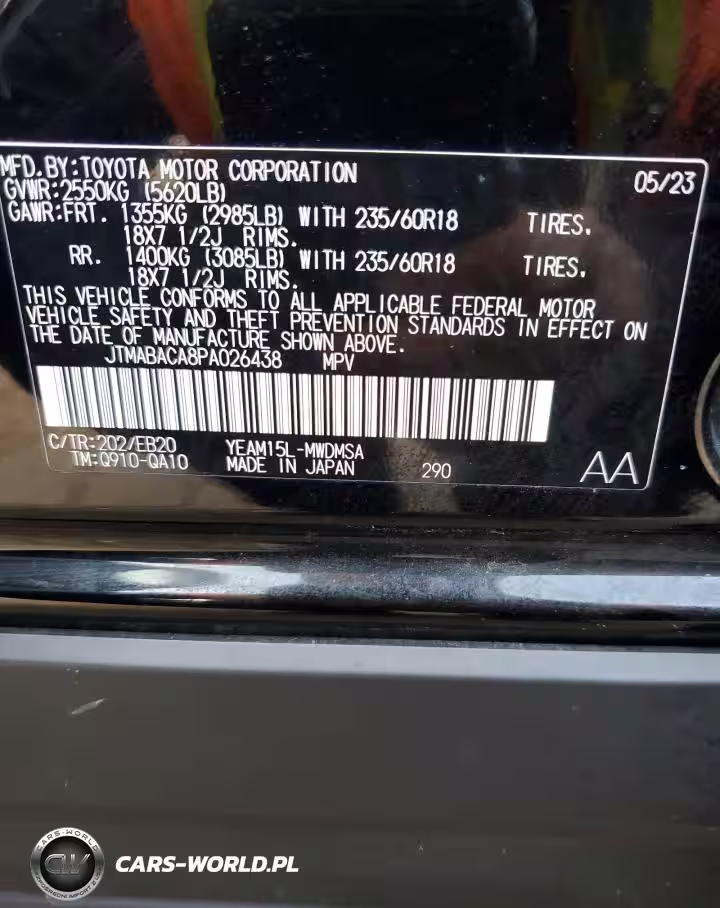 MFD.BY:TOYOTA MOTOR CORPORATION 05/23
GVWR:2550KG (5620LB)
GAWR:FRT. 1355KG (2985LB) WITH 235/60R18 TIRES.
18X7 1/2J RIMS.
RR. 1400KG (3085LB) WITH 235/60R18 TIRES.
18X7 1/2J RIMS.
THIS VEHICLE CONFORMS TO ALL APPLICABLE FEDERAL MOTOR
VEHICLE SAFETY AND THEFT PREVENTION STANDARDS IN EFFECT ON
THE DATE OF MANUFACTURE SHOWN ABOVE.
JTMABACA8PA026438 MPV
C/TR:202/EB20 YEAM15L-MWDMSA
TM:Q910-QA10 MADE IN JAPAN 290 AA
CARS-WORLD
CW
CARS-WORLD.PL